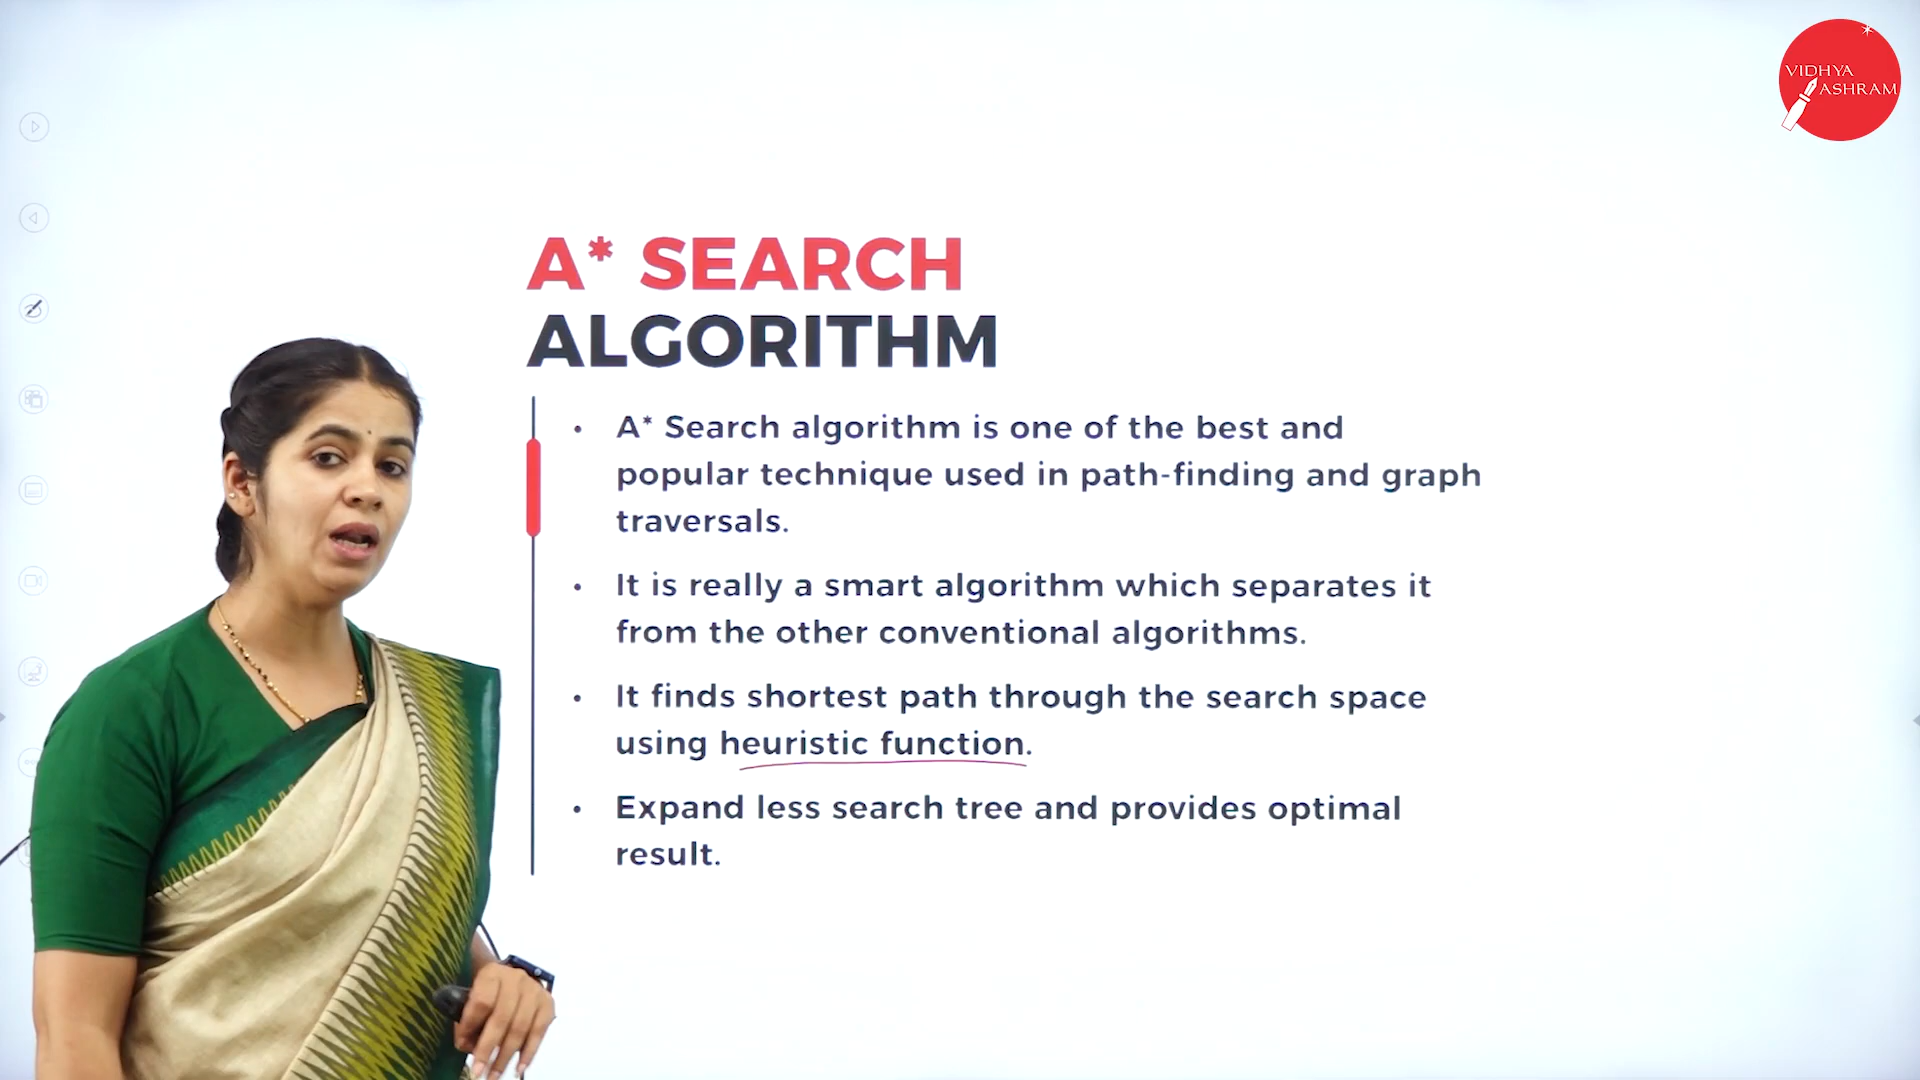 VIDHYA
ASHRAM
A* SEARCH
ALGORITHM
• A* Search algorithm is one of the best and
popular technique used in path-finding and graph
traversals.
• It is really a smart algorithm which separates it
from the other conventional algorithms.
• It finds shortest path through the search space
using heuristic function.
• Expand less search tree and provides optimal
result.